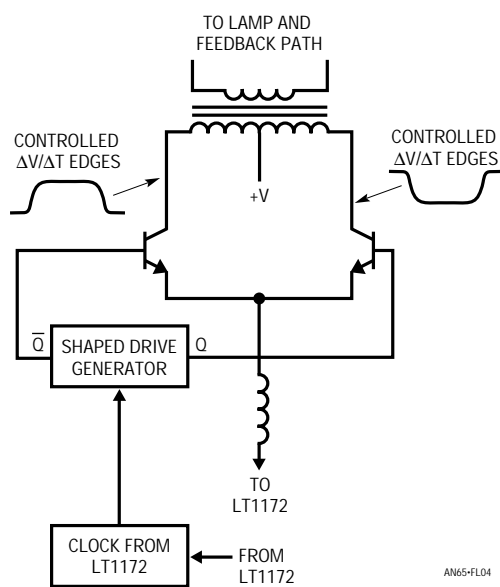 TO LAMP AND
FEEDBACK PATH
CONTROLLED
ΔV/ΔT EDGES
CONTROLLED
ΔV/ΔT EDGES
+V
Q̅
SHAPED DRIVE
GENERATOR
Q
TO
LT1172
CLOCK FROM
LT1172
FROM
LT1172
AN65•FL04